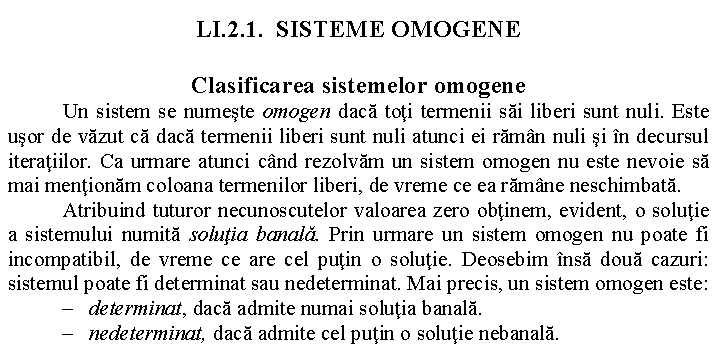 LI.2.1. SISTEME OMOGENE
Clasificarea sistemelor omogene
Un sistem se numeşte omogen dacă toţi termenii săi liberi sunt nuli. Este
uşor de văzut că dacă termenii liberi sunt nuli atunci ei rămân nuli şi în decursul
iteraţiilor. Ca urmare atunci când rezolvăm un sistem omogen nu este nevoie să
mai menţionăm coloana termenilor liberi, de vreme ce ea rămâne neschimbată.
Atribuind tuturor necunoscutelor valoarea zero obţinem, evident, o soluţie
a sistemului numită soluţia banală. Prin urmare un sistem omogen nu poate fi
incompatibil, de vreme ce are cel puţin o soluţie. Deosebim însă două cazuri:
sistemul poate fi determinat sau nedeterminat. Mai precis, un sistem omogen este:
– determinat, dacă admite numai soluţia banală.
– nedeterminat, dacă admite cel puţin o soluţie nebanală.